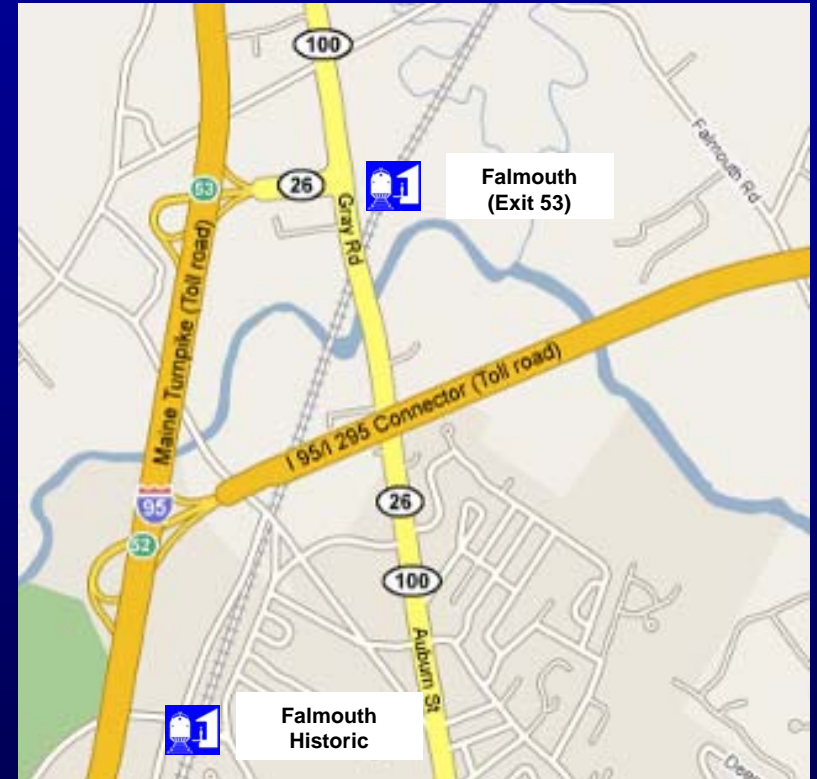 100
Falmouth Rd
53
26
Falmouth
(Exit 53)
Gray Rd
Maine Turnpike (Toll road)
I 95/I 295 Connector (Toll road)
95
26
52
100
Auburn St
Falmouth
Historic